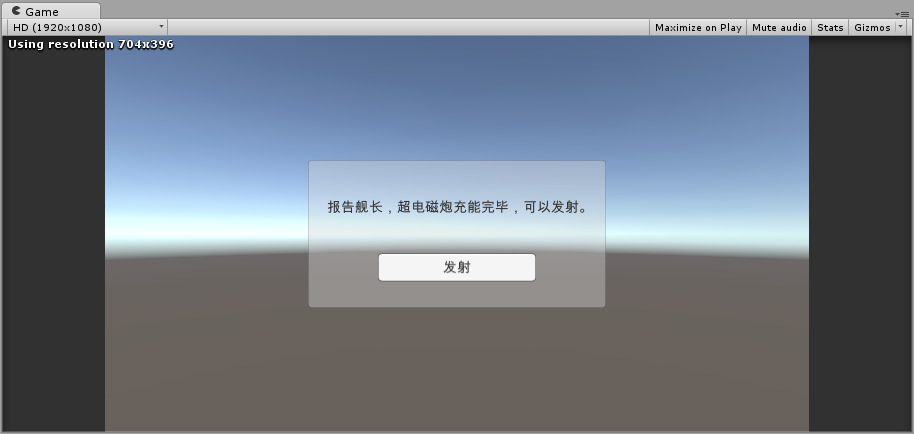 Game
HD (1920x1080)
Maximize on Play
Mute audio
Stats
Gizmos
Using resolution 704x396
报告舰长，超电磁炮充能完毕，可以发射。
发射